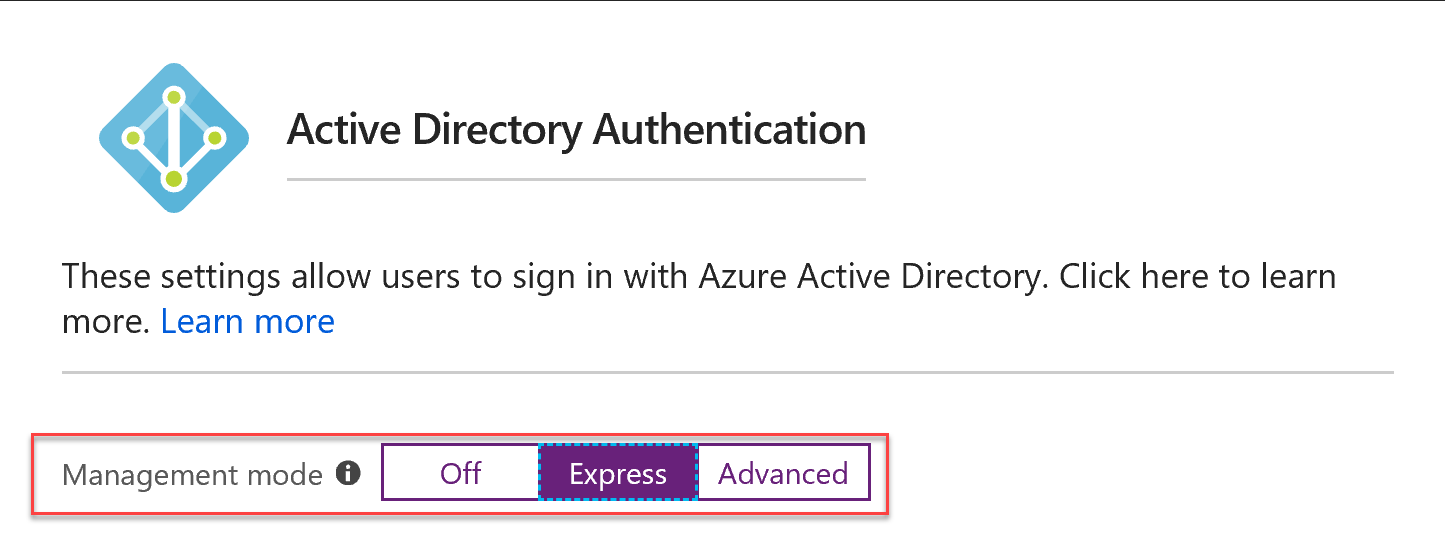 Active Directory Authentication
These settings allow users to sign in with Azure Active Directory. Click here to learn
more. Learn more
Management mode Off Express Advanced